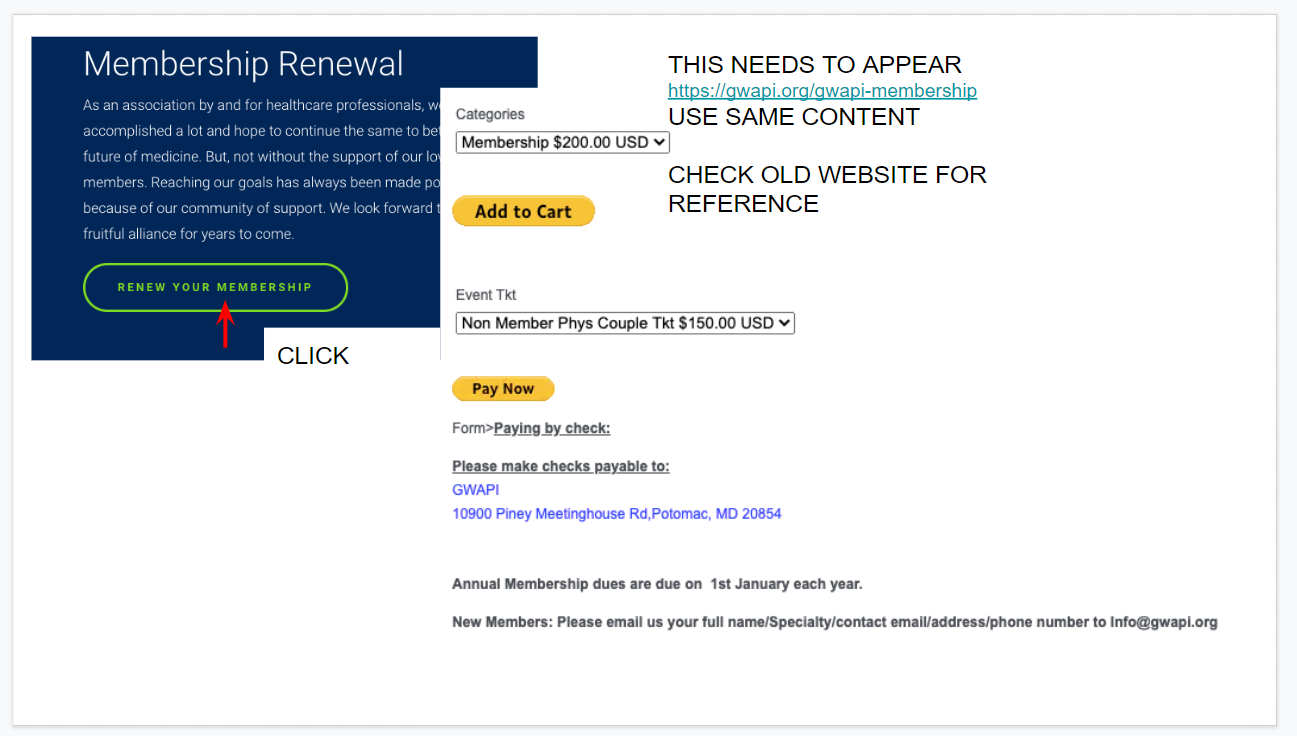 Membership Renewal
As an association by and for healthcare professionals, w
accomplished a lot and hope to continue the same to be
future of medicine. But, not without the support of our lo
members. Reaching our goals has always been made po
because of our community of support. We look forward t
fruitful alliance for years to come.
RENEW YOUR MEMBERSHIP
CLICK
THIS NEEDS TO APPEAR
https://gwapi.org/gwapi-membership
USE SAME CONTENT
CHECK OLD WEBSITE FOR
REFERENCE
Categories
Membership $200.00 USD
Add to Cart
Event Tkt
Non Member Phys Couple Tkt $150.00 USD
Pay Now
Form>Paying by check:
Please make checks payable to:
GWAPI
10900 Piney Meetinghouse Rd,Potomac, MD 20854
Annual Membership dues are due on  1st January each year.
New Members: Please email us your full name/Specialty/contact email/address/phone number to Info@gwapi.org